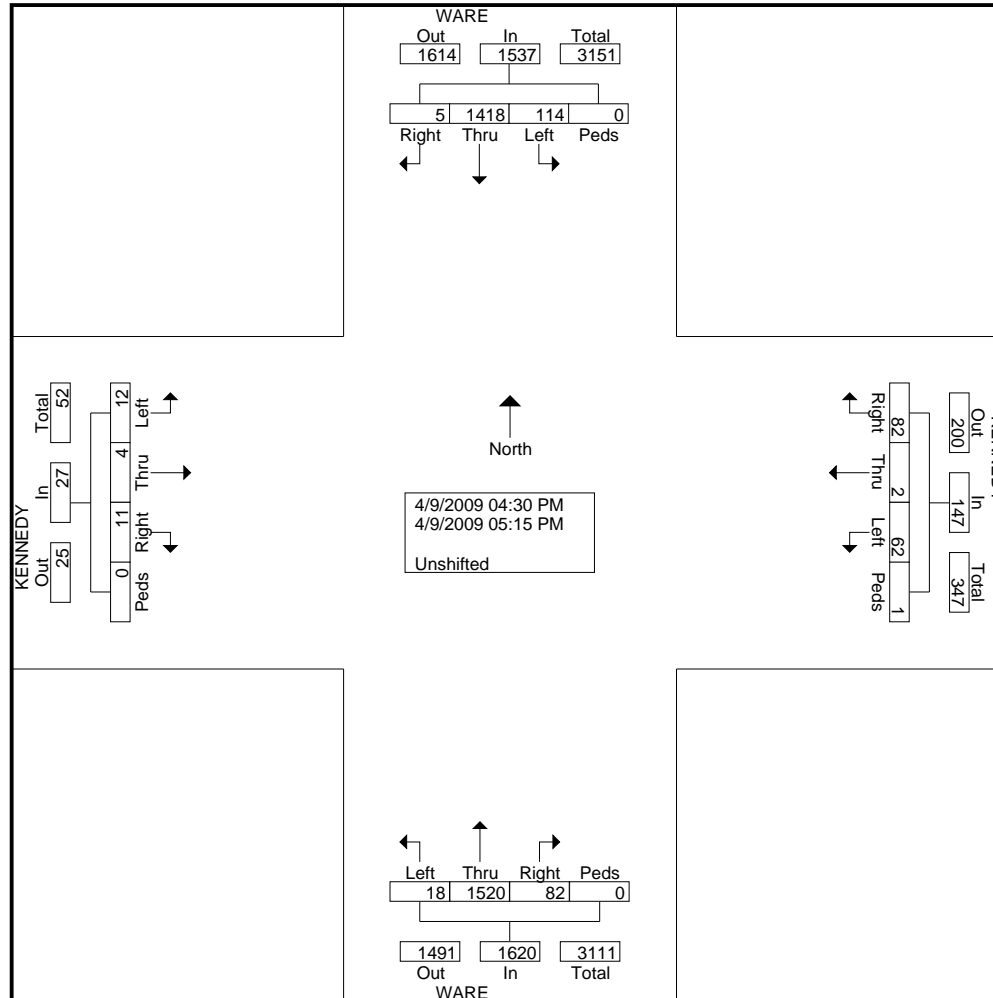 WARE
Out In Total
1614 1537 3151
5 1418 114 0
Right Thru Left Peds
KENNEDY
Total In Out
52 27 25
12 4 11 0
Left Thru Right Peds
North
4/9/2009 04:30 PM
4/9/2009 05:15 PM
Unshifted
Right Thru Left Peds
82 2 62 1
Out In Total
200 147 347
Left Thru Right Peds
18 1520 82 0
1491 1620 3111
Out In Total
WARE